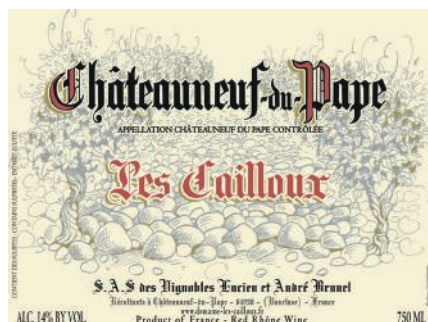 Châteauneuf-du-Pape
APPELLATION CHÂTEAUNEUF DU PAPE CONTRÔLÉE
Les Cailloux
S.A.S des Vignobles Lucien et André Brunel
Récoltants à Châteauneuf-du-Pape - 84230 - (Vaucluse) - France
www.domaine-les-cailloux.fr
ALC. 14% BY VOL.
Product of France - Red Rhône Wine
750 ML